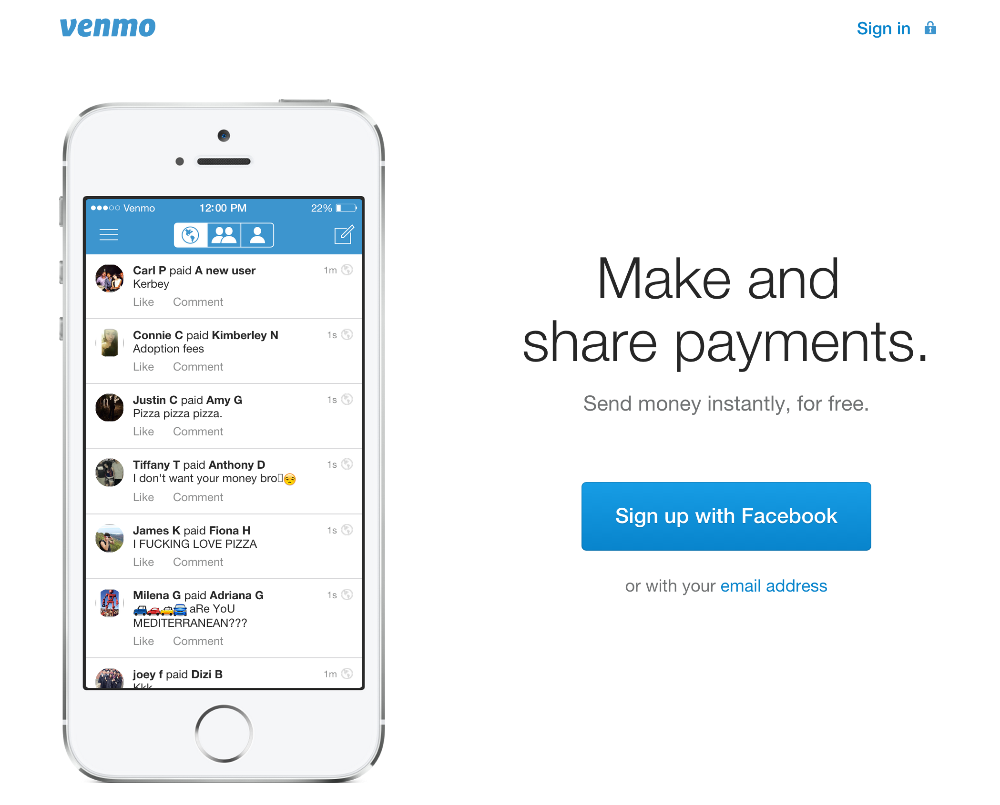 venmo
Sign in
Venmo
12:00 PM
22%
Carl P paid A new user
1m
Kerbey
Like Comment
Connie C paid Kimberley N
1s
Adoption fees
Like Comment
Justin C paid Amy G
1s
Pizza pizza pizza.
Like Comment
Tiffany T paid Anthony D
1s
I don't want your money bro😒
Like Comment
James K paid Fiona H
1s
I FUCKING LOVE PIZZA
Like Comment
Milena G paid Adriana G
1s
aRe YoU
MEDITERRANEAN???
Like Comment
joey f paid Dizi B
1m
Kkk
Make and
share payments.
Send money instantly, for free.
Sign up with Facebook
or with your email address